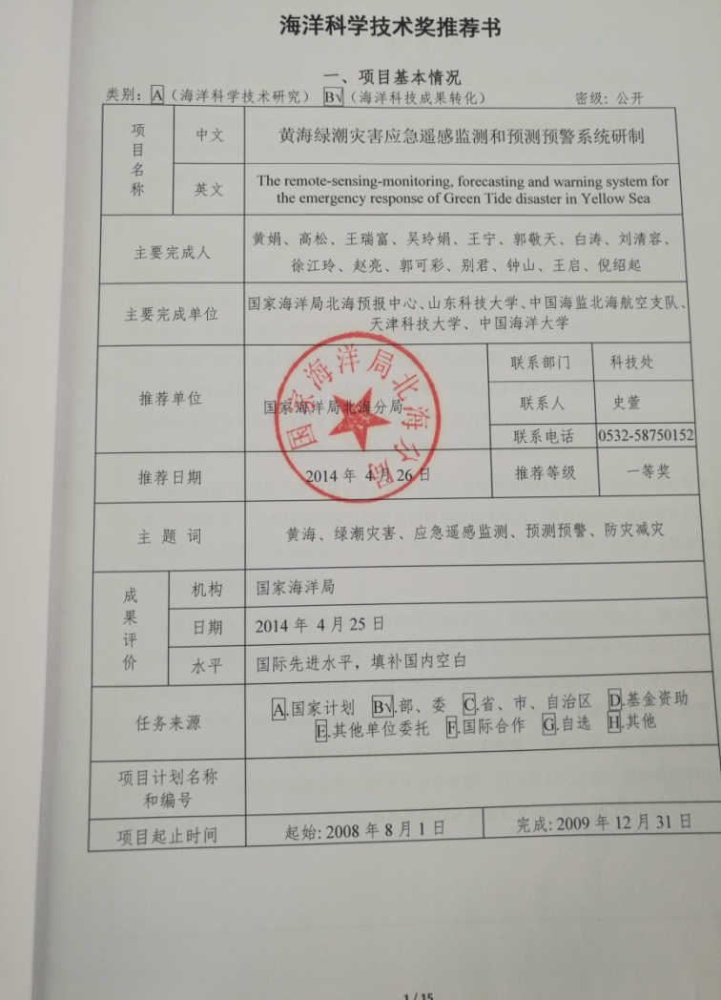 海洋科学技术奖推荐书
一、项目基本情况
类别: A（海洋科学技术研究） B√（海洋科技成果转化） 密级: 公开
项目名称
中文
黄海绿潮灾害应急遥感监测和预测预警系统研制
英文
The remote-sensing-monitoring, forecasting and warning system for
the emergency response of Green Tide disaster in Yellow Sea
主要完成人
黄娟、高松、王瑞富、吴玲娟、王宁、郭敬天、白涛、刘清容、
徐江玲、赵亮、郭可彩、别君、钟山、王启、倪绍起
主要完成单位
国家海洋局北海预报中心、山东科技大学、中国海监北海航空支队、
天津科技大学、中国海洋大学
推荐单位
国家海洋局北海分局
国家海洋局北海分局
联系部门
科技处
联系人
史萱
联系电话
0532-58750152
推荐日期
2014 年 4 月 26 日
推荐等级
一等奖
主 题 词
黄海、绿潮灾害、应急遥感监测、预测预警、防灾减灾
成果评价
机构
国家海洋局
日期
2014 年 4 月 25 日
水平
国际先进水平，填补国内空白
任务来源
A.国家计划 B√.部、委 C.省、市、自治区 D.基金资助
E.其他单位委托 F.国际合作 G.自选 H.其他
项目计划名称
和编号
项目起止时间
起始: 2008 年 8 月 1 日
完成: 2009 年 12 月 31 日
1 / 15